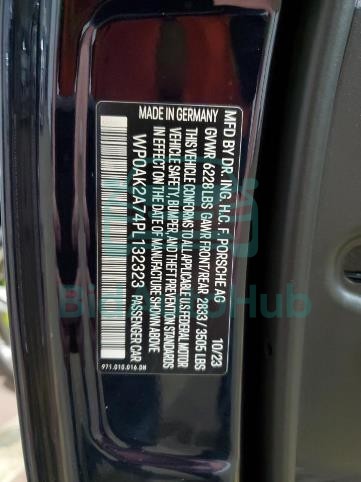 MFD BY DR. ING. H.C. F. PORSCHE AG 10/23
GVWR 6228 LBS GAWR FRONT/REAR 2833 / 3505 LBS
THIS VEHICLE CONFORMS TO ALL APPLICABLE U.S. FEDERAL MOTOR
VEHICLE SAFETY, BUMPER, AND THEFT PREVENTION STANDARDS
IN EFFECT ON THE DATE OF MANUFACTURE SHOWN ABOVE
WP0AK2A74PL132323 PASSENGER CAR
MADE IN GERMANY
971.010.016.DN
BidAutoHub